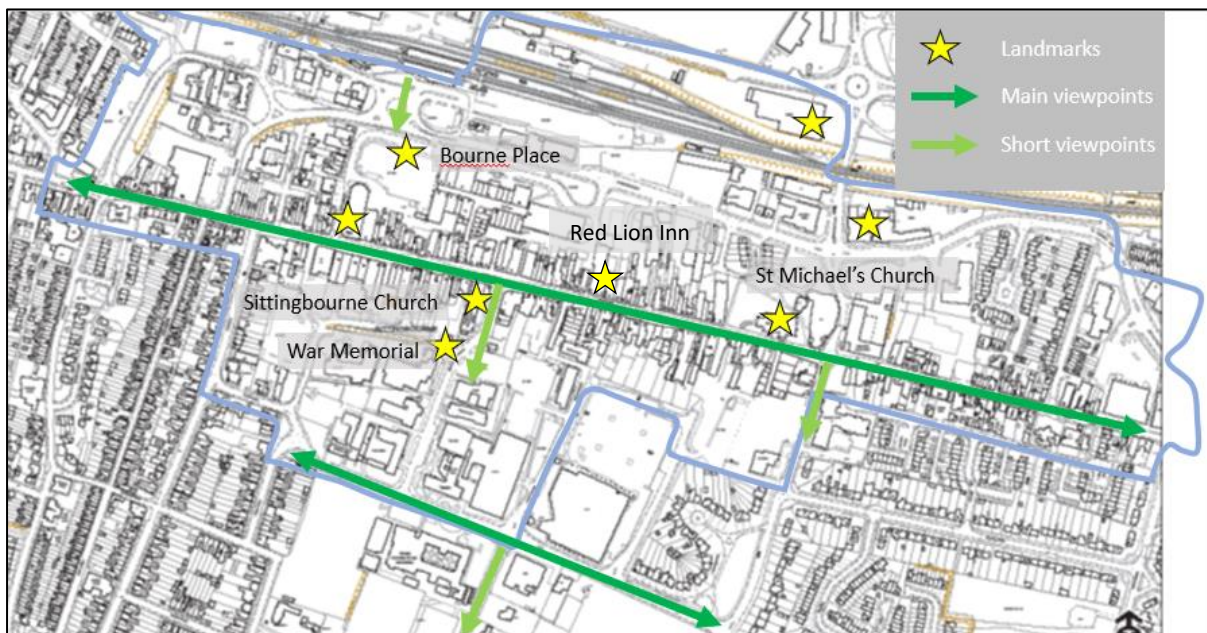 Landmarks
Main viewpoints
Short viewpoints
Bourne Place
Red Lion Inn
St Michael's Church
Sittingbourne Church
War Memorial